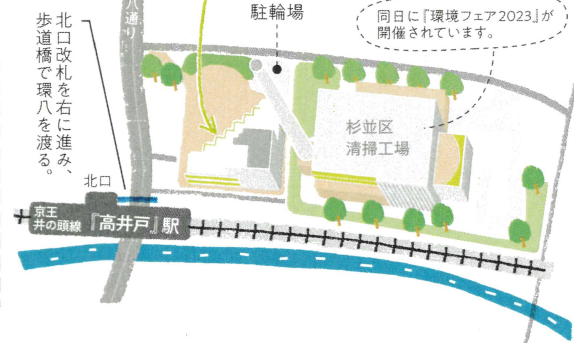 八通り
北口改札を右に進み、
歩道橋で環八を渡る。
駐輪場
同日に『環境フェア2023』が
開催されています。
杉並区
清掃工場
北口
京王
井の頭線
『高井戸』駅